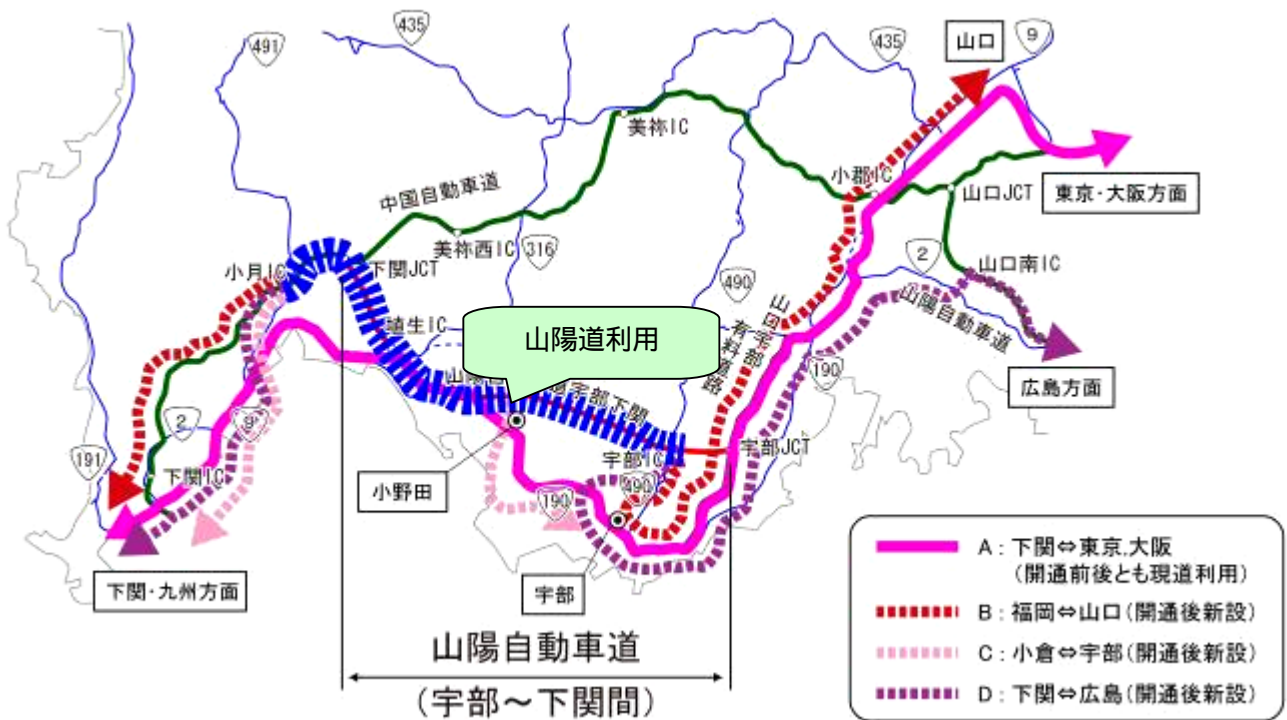 435
491
435
9
山口
美祢IC
小郡IC
中国自動車道
山口JCT
東京・大阪方面
美祢西IC
316
2
小月IC
下関JCT
山口南IC
490
埴生IC
山陽自動車道
山陽道利用
山口宇部
有料道路
190
広島方面
宇部下関
2
9
宇部JCT
宇部IC
191
下関IC
小野田
190
490
下関・九州方面
宇部
山陽自動車道
(宇部～下関間)
A：下関⇔東京,大阪
(開通前後とも現道利用)
B：福岡⇔山口(開通後新設)
C：小倉⇔宇部(開通後新設)
D：下関⇔広島(開通後新設)